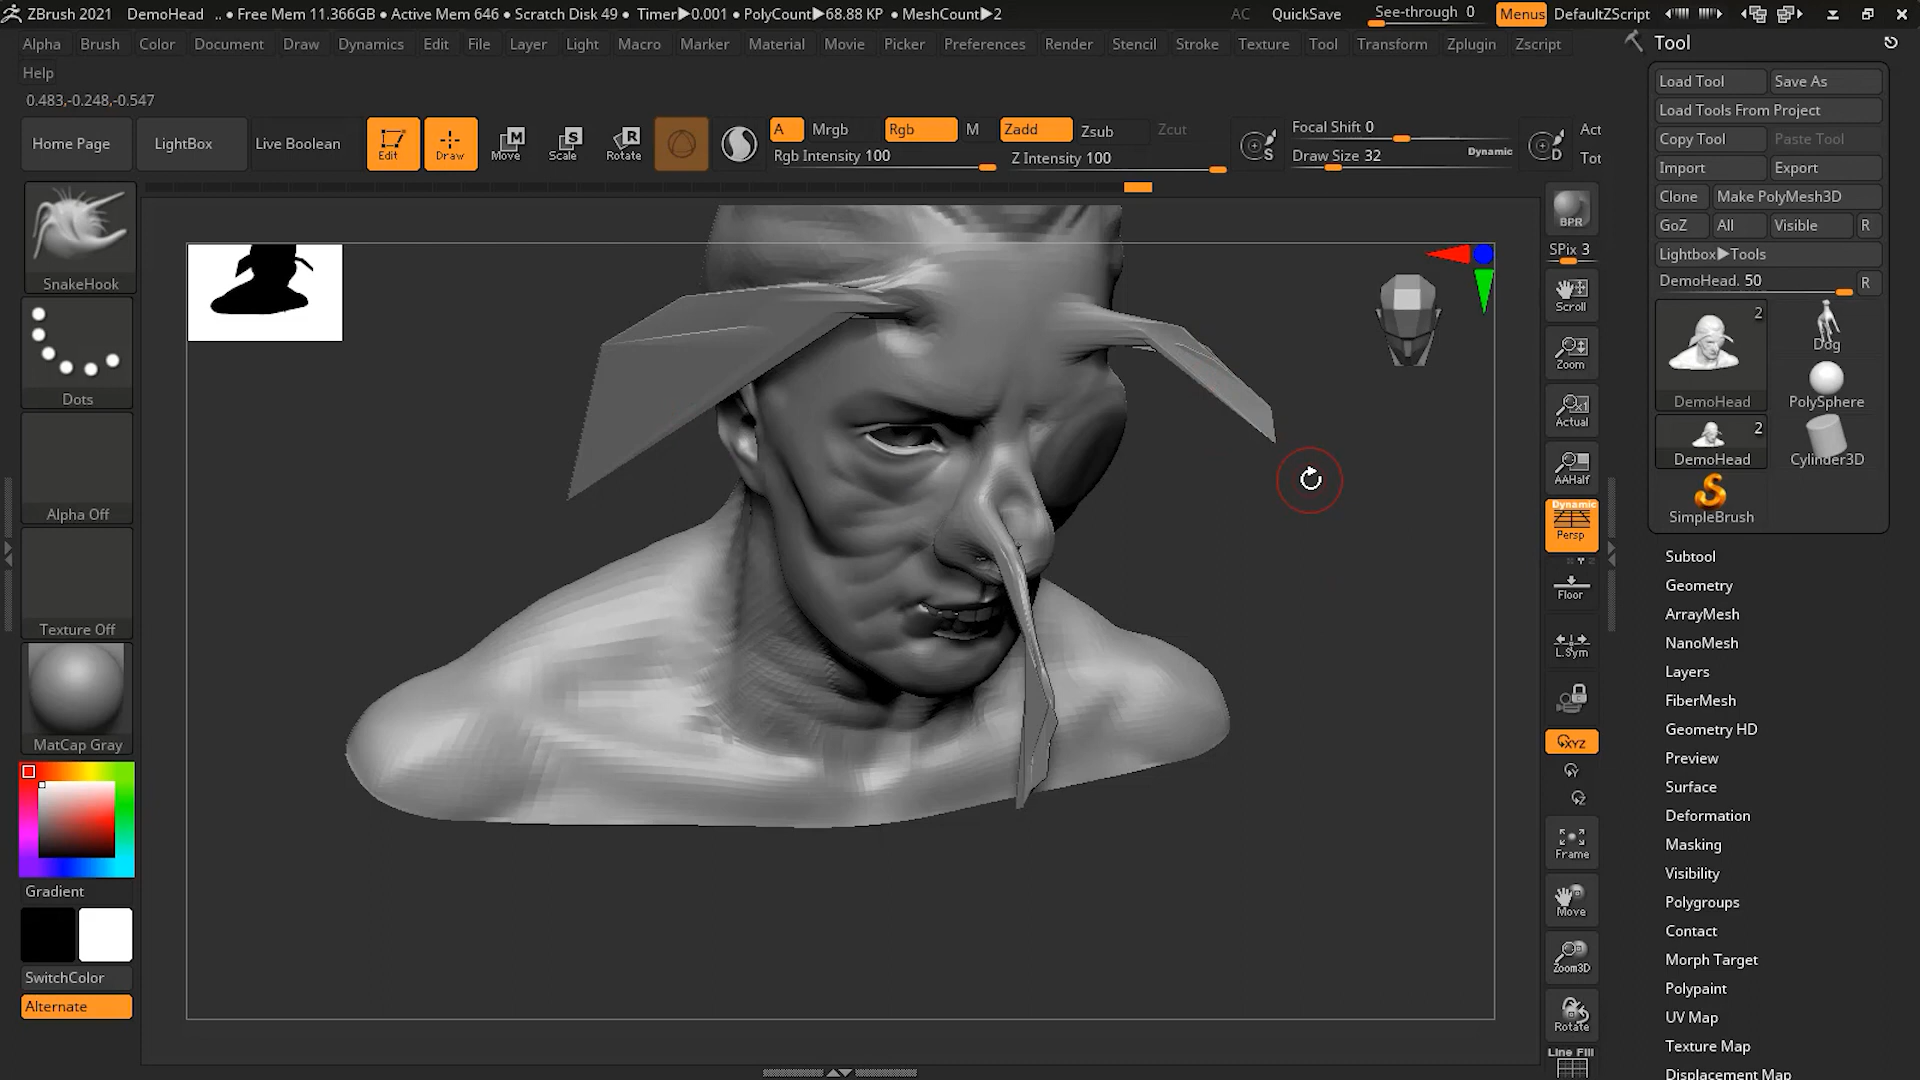 ZBrush 2021 DemoHead .. • Free Mem 11.366GB • Active Mem 646 • Scratch Disk 49 • Timer▶0.001 • PolyCount▶68.88 KP • MeshCount▶2 AC QuickSave See-through 0 Menus DefaultZScript
Alpha Brush Color Document Draw Dynamics Edit File Layer Light Macro Marker Material Movie Picker Preferences Render Stencil Stroke Texture Tool Transform Zplugin Zscript
Help
0.483,-0.248,-0.547
Home Page LightBox Live Boolean Edit Draw Move Scale Rotate
M S R
A Mrgb Rgb M Zadd Zsub Zcut
Rgb Intensity 100 Z Intensity 100
S
Focal Shift 0
Draw Size 32 Dynamic
D
Act
Tot
SnakeHook
Dots
Alpha Off
Texture Off
MatCap Gray
Gradient
SwitchColor
Alternate
BPR
SPix 3
Scroll
Zoom
Actual
AAHalf
Dynamic
Persp
Floor
L.Sym
XYZ
Y
Z
Frame
Move
Zoom3D
Rotate
Line Fill
Tool
Load Tool Save As
Load Tools From Project
Copy Tool Paste Tool
Import Export
Clone Make PolyMesh3D
GoZ All Visible R
Lightbox▶Tools
DemoHead. 50 R
2
DemoHead
Dog
PolySphere
2
DemoHead
Cylinder3D
SimpleBrush
Subtool
Geometry
ArrayMesh
NanoMesh
Layers
FiberMesh
Geometry HD
Preview
Surface
Deformation
Masking
Visibility
Polygroups
Contact
Morph Target
Polypaint
UV Map
Texture Map
Displacement Map